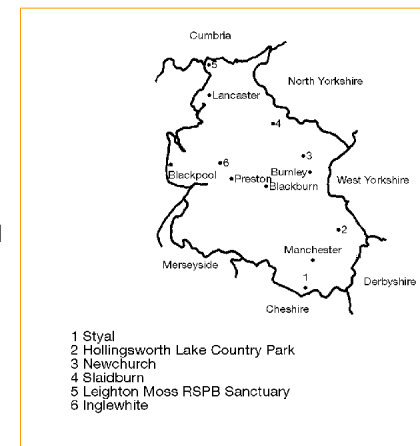 Cumbria
5
North Yorkshire
Lancaster
4
3
6
Burnley
Blackpool
Preston
West Yorkshire
Blackburn
2
Manchester
Merseyside
1
Derbyshire
Cheshire
1 Styal
2 Hollingsworth Lake Country Park
3 Newchurch
4 Slaidburn
5 Leighton Moss RSPB Sanctuary
6 Inglewhite